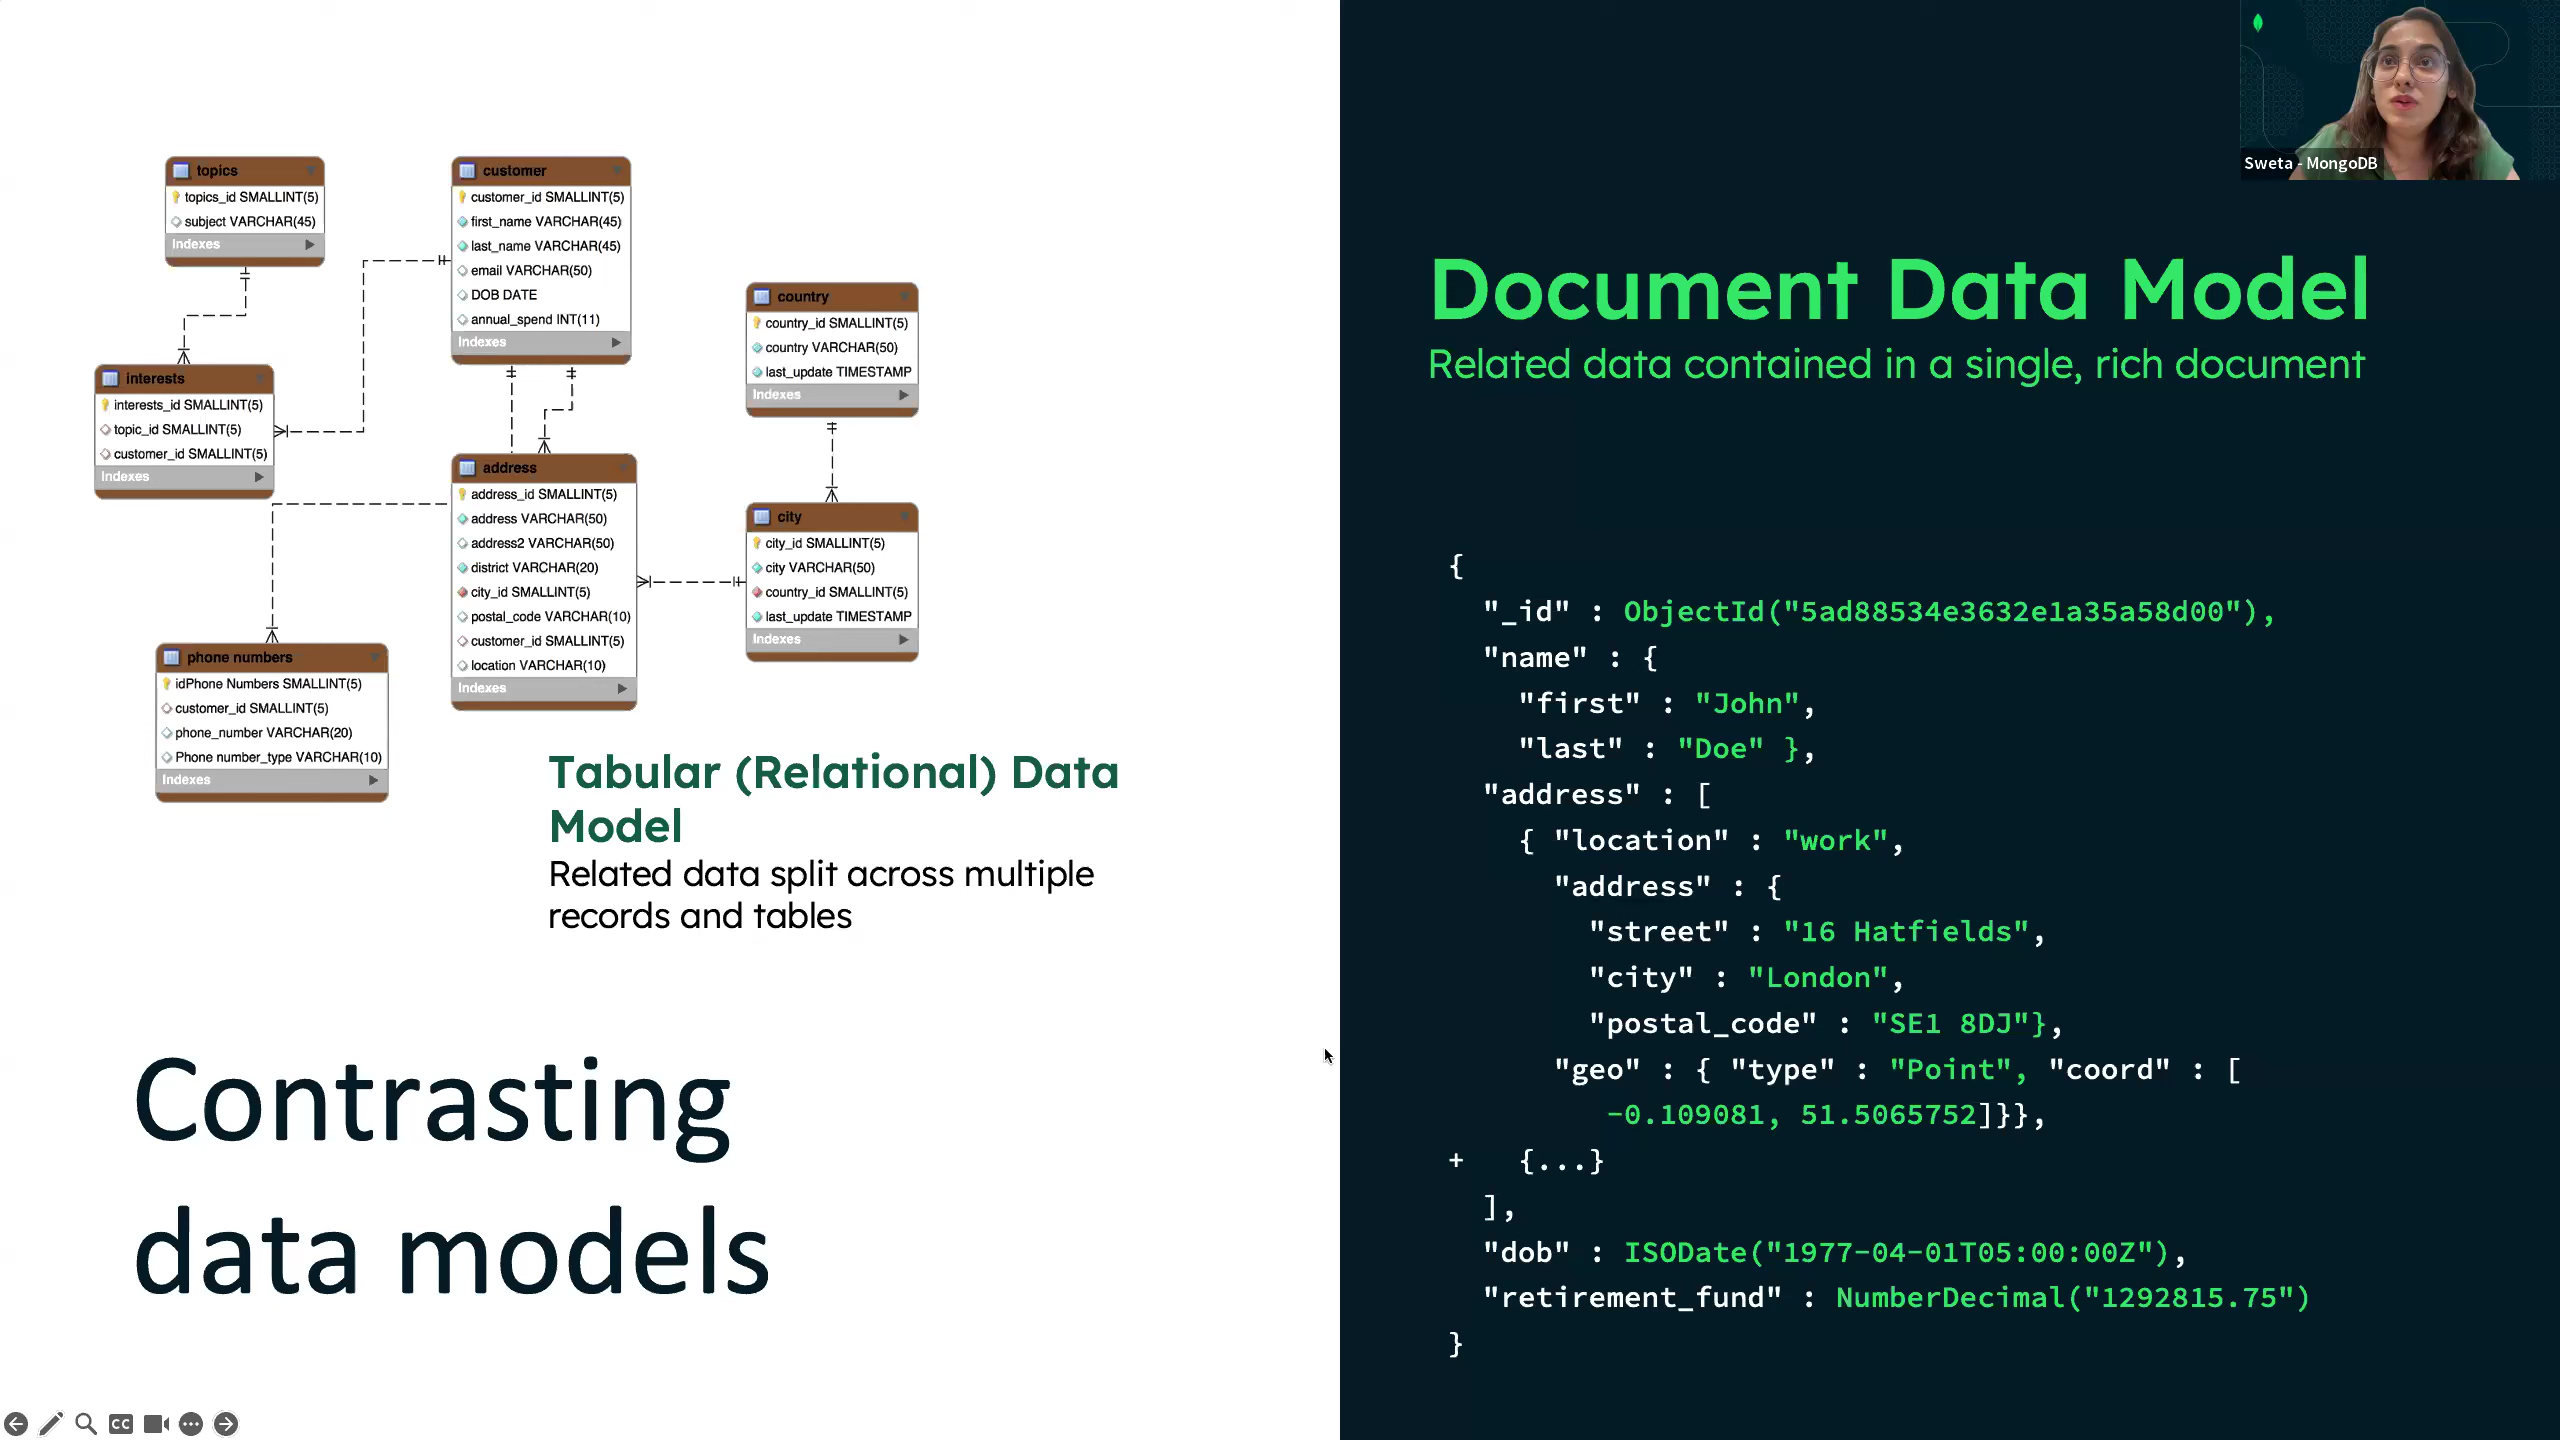 topics
topics_id SMALLINT(5)
subject VARCHAR(45)
Indexes
customer
customer_id SMALLINT(5)
first_name VARCHAR(45)
last_name VARCHAR(45)
email VARCHAR(50)
DOB DATE
annual_spend INT(11)
Indexes
country
country_id SMALLINT(5)
country VARCHAR(50)
last_update TIMESTAMP
Indexes
interests
interests_id SMALLINT(5)
topic_id SMALLINT(5)
customer_id SMALLINT(5)
Indexes
address
address_id SMALLINT(5)
address VARCHAR(50)
address2 VARCHAR(50)
district VARCHAR(20)
city_id SMALLINT(5)
postal_code VARCHAR(10)
customer_id SMALLINT(5)
location VARCHAR(10)
Indexes
city
city_id SMALLINT(5)
city VARCHAR(50)
country_id SMALLINT(5)
last_update TIMESTAMP
Indexes
phone numbers
idPhone Numbers SMALLINT(5)
customer_id SMALLINT(5)
phone_number VARCHAR(20)
Phone number_type VARCHAR(10)
Indexes
Tabular (Relational) Data
Model
Related data split across multiple
records and tables
Contrasting
data models
CC
Sweta - MongoDB
Document Data Model
Related data contained in a single, rich document
{
"_id" : ObjectId("5ad88534e3632e1a35a58d00"),
"name" : {
"first" : "John",
"last" : "Doe" },
"address" : [
{ "location" : "work",
"address" : {
"street" : "16 Hatfields",
"city" : "London",
"postal_code" : "SE1 8DJ"},
"geo" : { "type" : "Point", "coord" : [
-0.109081, 51.5065752]}},
+ {...}
],
"dob" : ISODate("1977-04-01T05:00:00Z"),
"retirement_fund" : NumberDecimal("1292815.75")
}